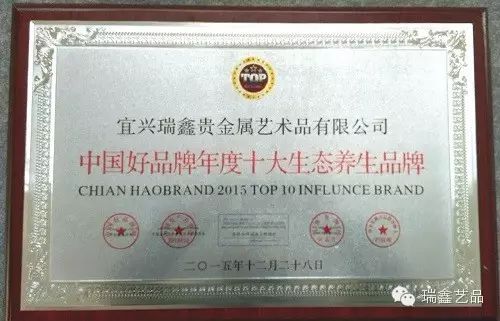 TOP
宜兴瑞鑫贵金属艺术品有限公司
中国好品牌年度十大生态养生品牌
CHIAN HAOBRAND 2015 TOP 10 INFLUNCE BRAND
二〇一五年十二月二十八日
瑞鑫艺品